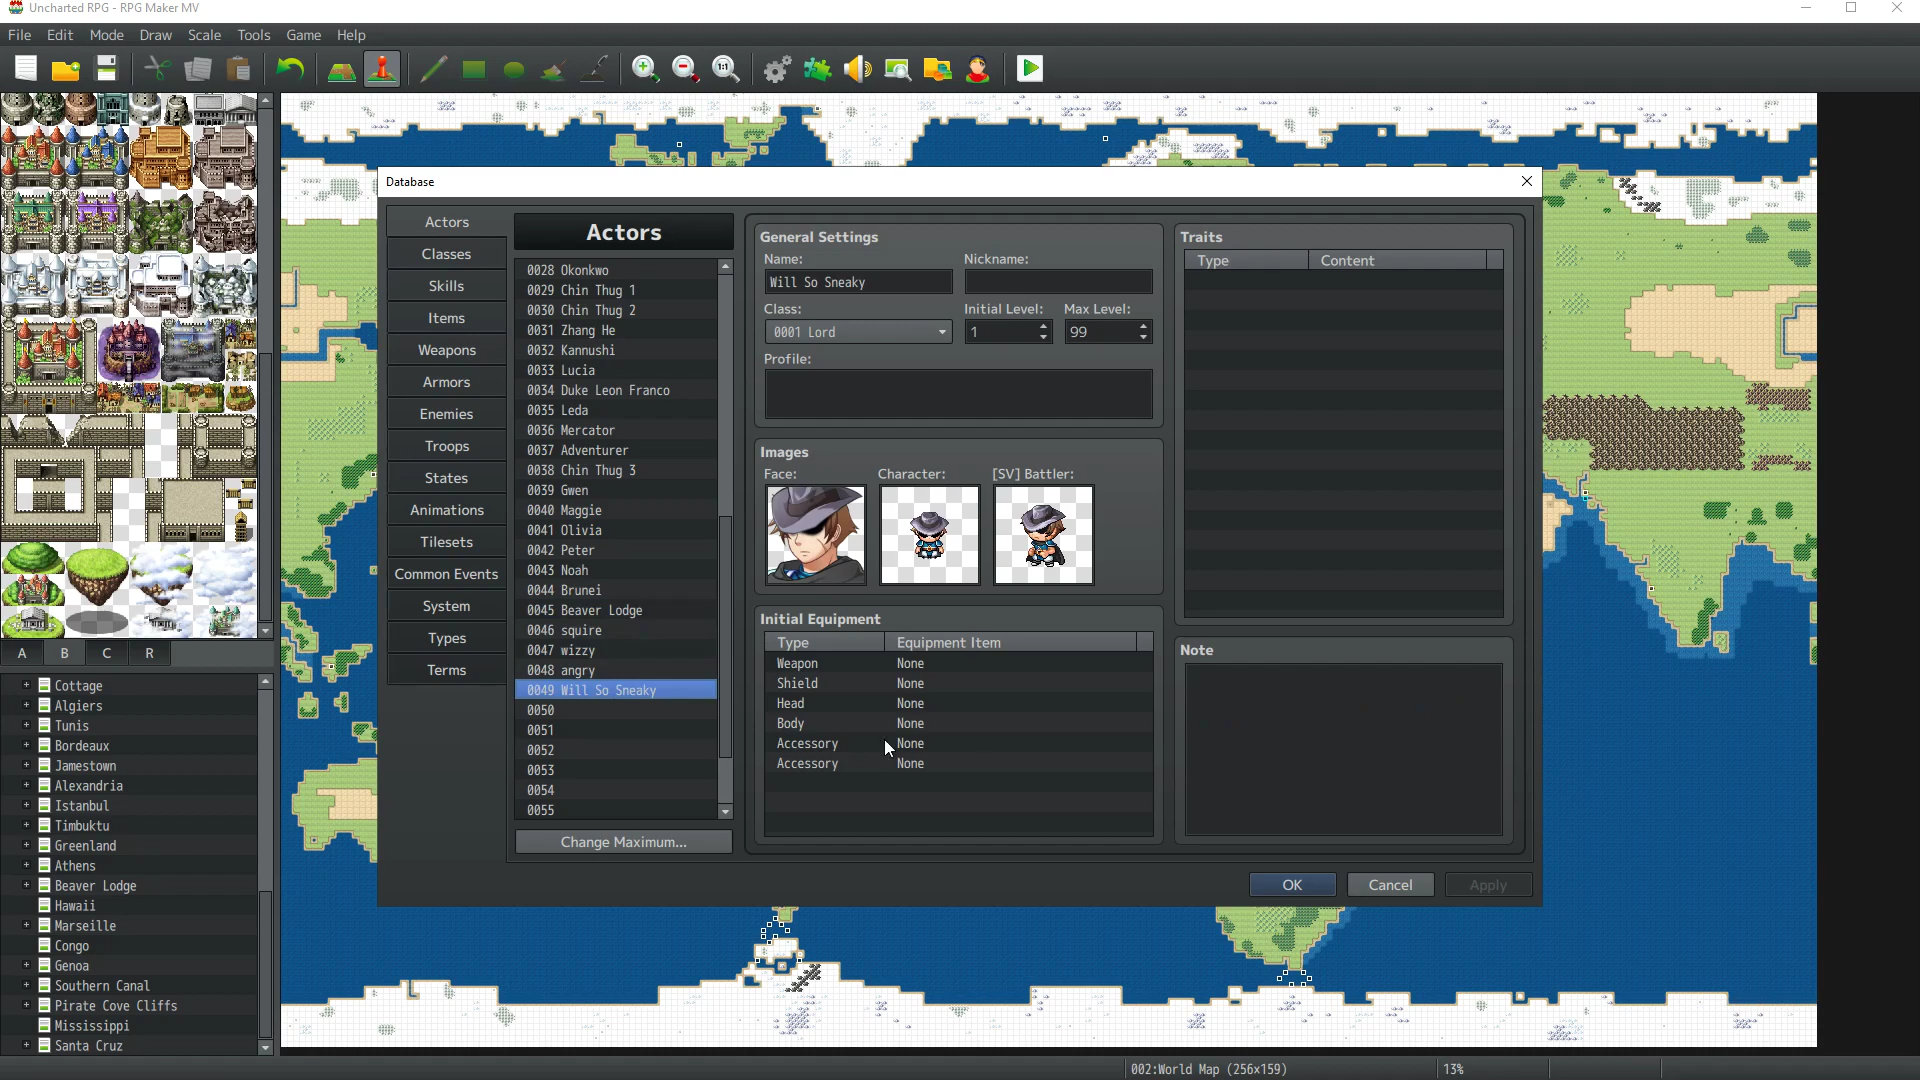 Uncharted RPG - RPG Maker MV
File Edit Mode Draw Scale Tools Game Help
1:1
Database
Actors
Classes
Skills
Items
Weapons
Armors
Enemies
Troops
States
Animations
Tilesets
Common Events
System
Types
Terms
Actors
0028 Okonkwo
0029 Chin Thug 1
0030 Chin Thug 2
0031 Zhang He
0032 Kannushi
0033 Lucia
0034 Duke Leon Franco
0035 Leda
0036 Mercator
0037 Adventurer
0038 Chin Thug 3
0039 Gwen
0040 Maggie
0041 Olivia
0042 Peter
0043 Noah
0044 Brunei
0045 Beaver Lodge
0046 squire
0047 wizzy
0048 angry
0049 Will So Sneaky
0050
0051
0052
0053
0054
0055
Change Maximum...
General Settings
Name: Nickname:
Will So Sneaky
Class: Initial Level: Max Level:
0001 Lord 1 99
Profile:
Images
Face: Character: [SV] Battler:
Initial Equipment
Type Equipment Item
Weapon None
Shield None
Head None
Body None
Accessory None
Accessory None
Traits
Type Content
Note
OK Cancel Apply
A B C R
Cottage
Algiers
Tunis
Bordeaux
Jamestown
Alexandria
Istanbul
Timbuktu
Greenland
Athens
Beaver Lodge
Hawaii
Marseille
Congo
Genoa
Southern Canal
Pirate Cove Cliffs
Mississippi
Santa Cruz
002:World Map (256x159) 13%